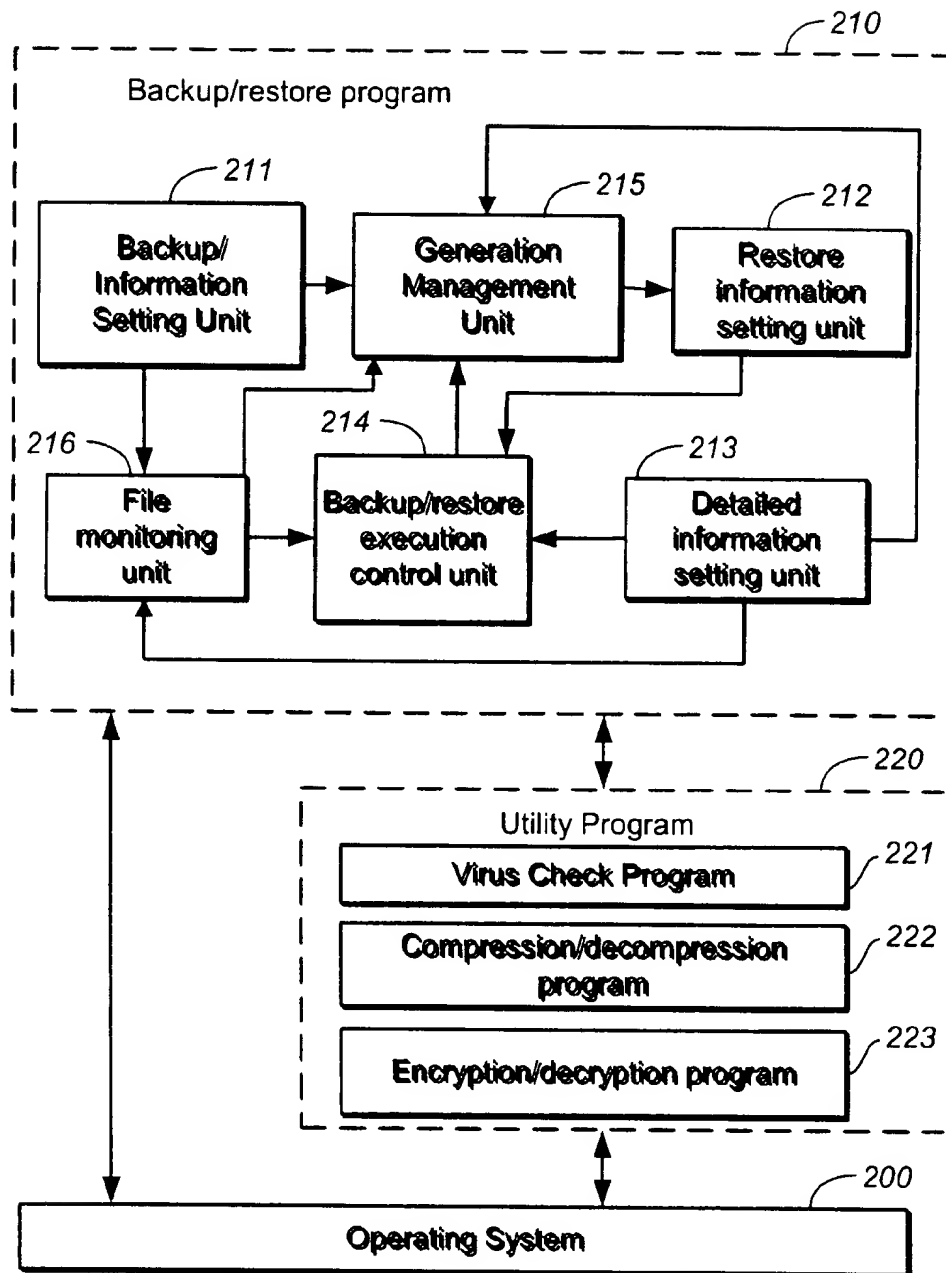 210
Backup/restore program
211
Backup/
Information
Setting Unit
215
Generation
Management
Unit
212
Restore
information
setting unit
216
File
monitoring
unit
214
Backup/restore
execution
control unit
213
Detailed
information
setting unit
220
Utility Program
Virus Check Program
221
Compression/decompression
program
222
Encryption/decryption program
223
200
Operating System